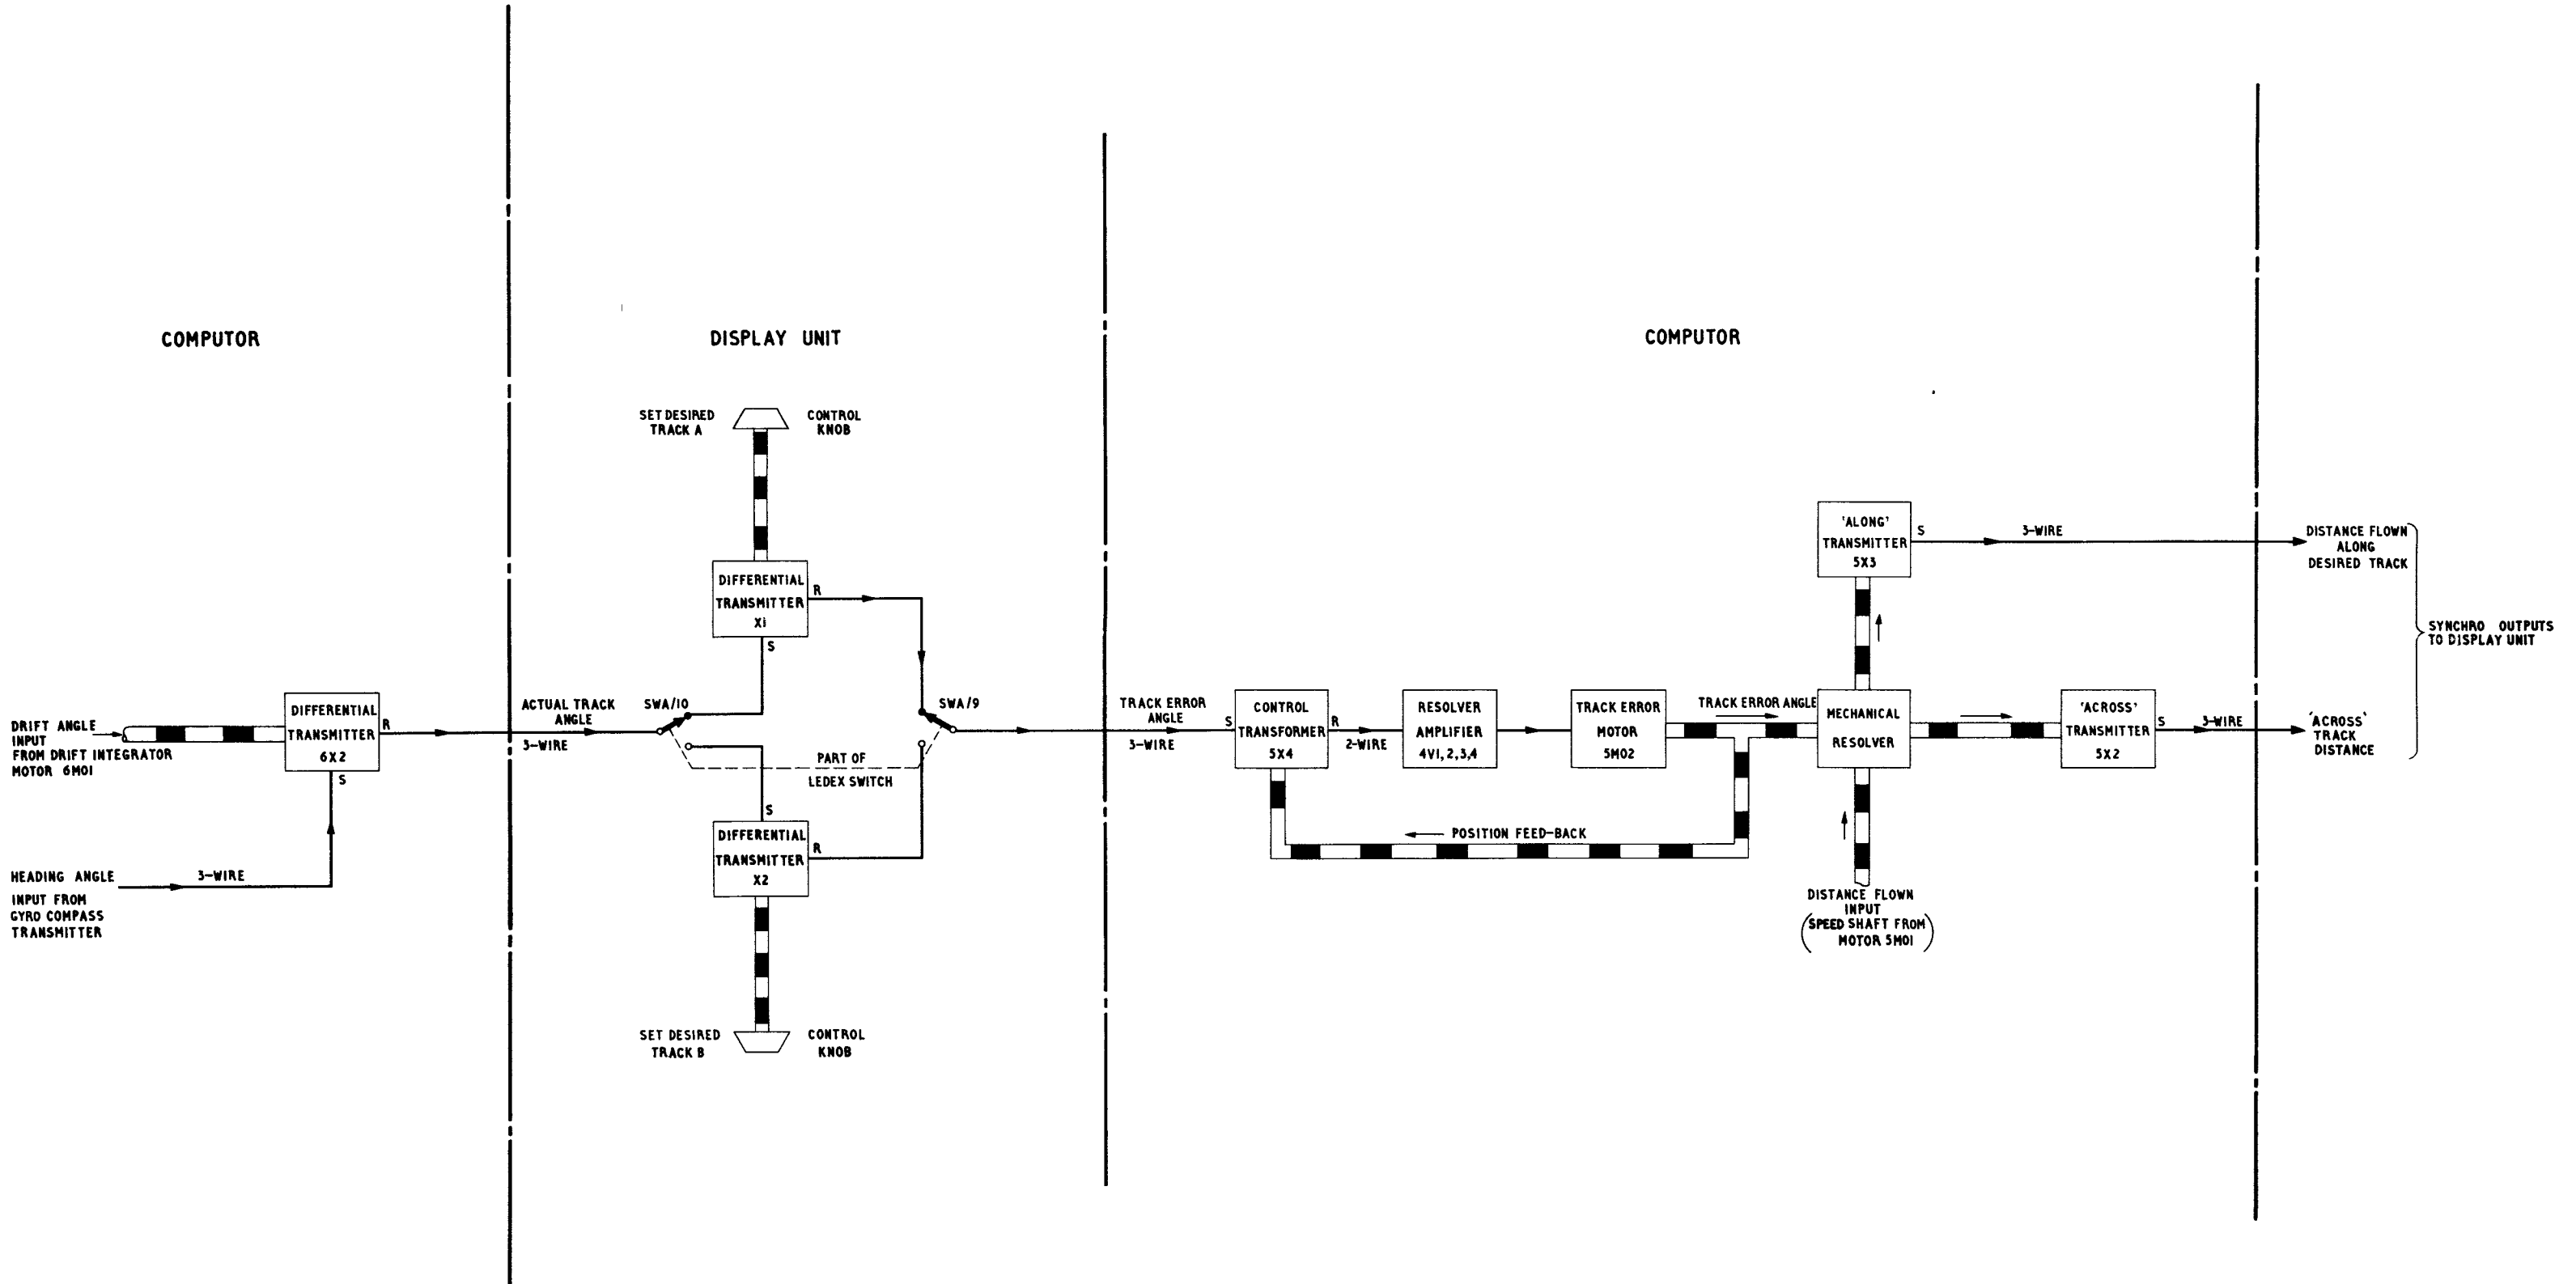 COMPUTOR
DISPLAY UNIT
COMPUTOR
DRIFT ANGLE
INPUT
FROM DRIFT INTEGRATOR
MOTOR 6M01
HEADING ANGLE
INPUT FROM
GYRO COMPASS
TRANSMITTER
3-WIRE
DIFFERENTIAL
TRANSMITTER
6X2
R
S
ACTUAL TRACK
ANGLE
3-WIRE
SWA/10
SET DESIRED
TRACK A
CONTROL
KNOB
DIFFERENTIAL
TRANSMITTER
X1
R
S
SWA/9
PART OF
LEDEX SWITCH
S
DIFFERENTIAL
TRANSMITTER
X2
R
SET DESIRED
TRACK B
CONTROL
KNOB
TRACK ERROR
ANGLE
3-WIRE
S
CONTROL
TRANSFORMER
5X4
R
2-WIRE
RESOLVER
AMPLIFIER
4V1,2,3,4
TRACK ERROR
MOTOR
5M02
TRACK ERROR ANGLE
POSITION FEED-BACK
MECHANICAL
RESOLVER
DISTANCE FLOWN
INPUT
(SPEED SHAFT FROM
MOTOR 5M01)
'ALONG'
TRANSMITTER
5X3
S
3-WIRE
DISTANCE FLOWN
ALONG
DESIRED TRACK
'ACROSS'
TRANSMITTER
5X2
S
3-WIRE
'ACROSS'
TRACK
DISTANCE
SYNCHRO OUTPUTS
TO DISPLAY UNIT